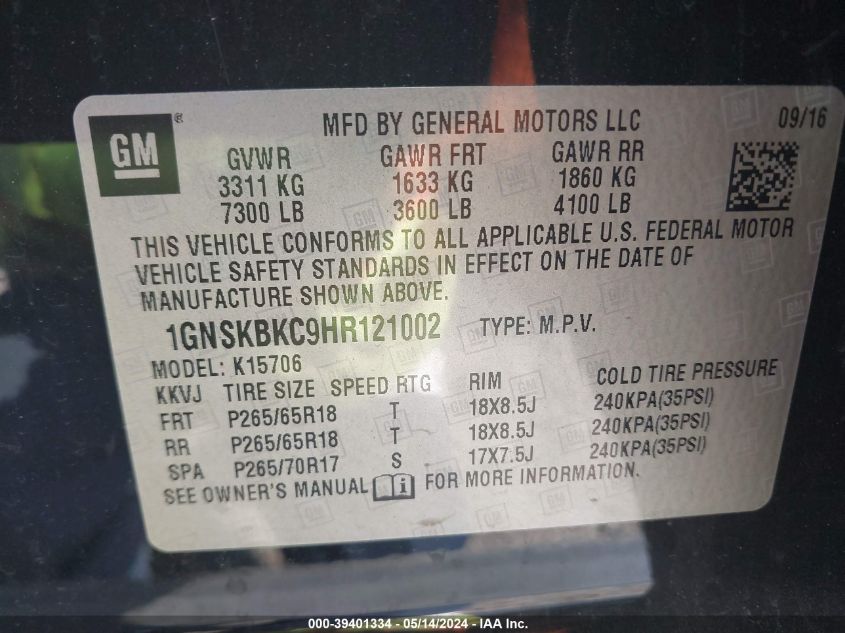 GM ®
MFD BY GENERAL MOTORS LLC 09/16
GVWR GAWR FRT GAWR RR
3311 KG 1633 KG 1860 KG
7300 LB 3600 LB 4100 LB
THIS VEHICLE CONFORMS TO ALL APPLICABLE U.S. FEDERAL MOTOR
VEHICLE SAFETY STANDARDS IN EFFECT ON THE DATE OF
MANUFACTURE SHOWN ABOVE.
1GNSKBKC9HR121002 TYPE: M.P.V.
MODEL: K15706
KKVJ TIRE SIZE SPEED RTG RIM COLD TIRE PRESSURE
FRT P265/65R18 T 18X8.5J 240KPA(35PSI)
RR P265/65R18 T 18X8.5J 240KPA(35PSI)
SPA P265/70R17 S 17X7.5J 240KPA(35PSI)
SEE OWNER'S MANUAL i FOR MORE INFORMATION.
000-39401334 - 05/14/2024 - IAA Inc.